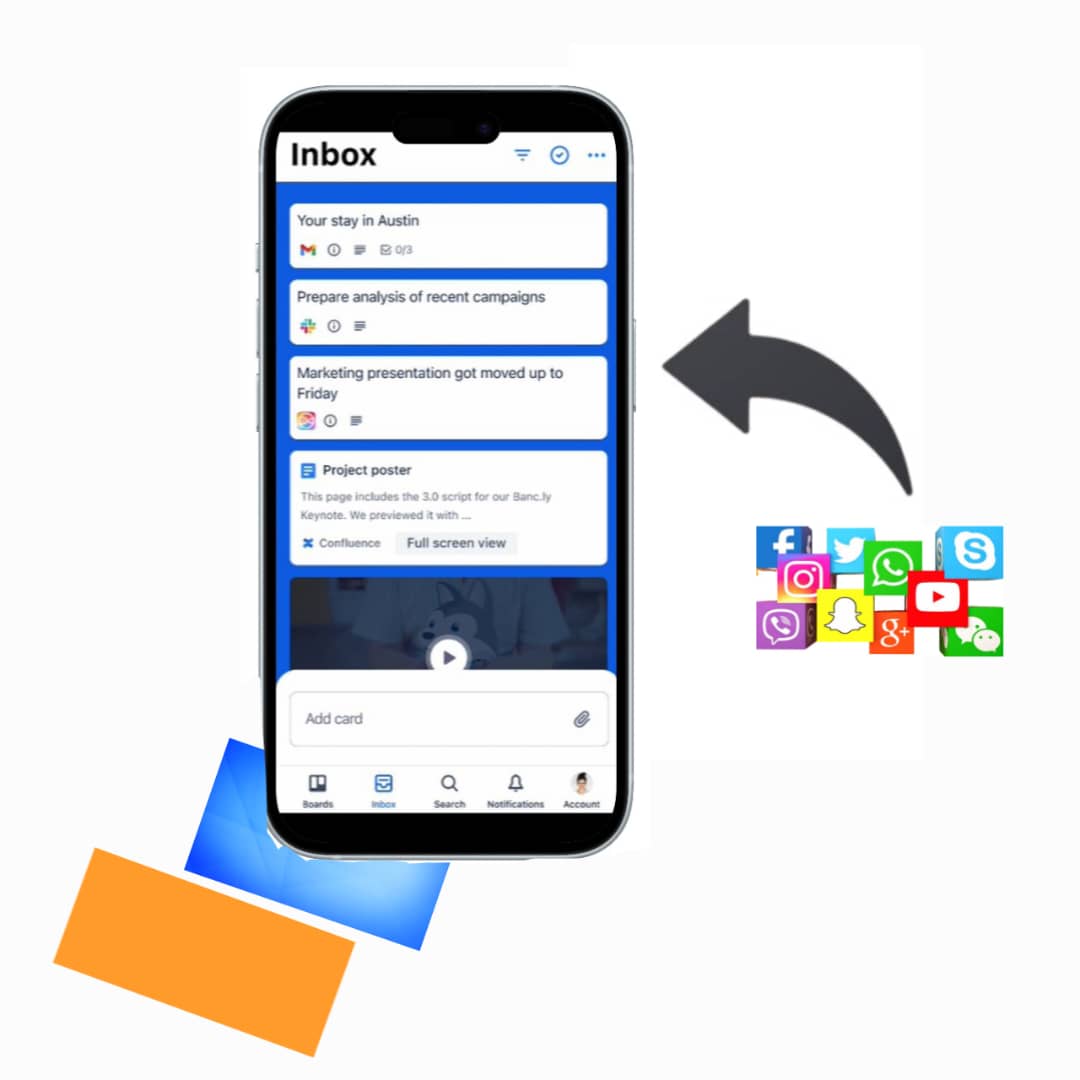 Inbox
Your stay in Austin
0/3
Prepare analysis of recent campaigns
Marketing presentation got moved up to
Friday
Project poster
This page includes the 3.0 script for our Banc.ly
Keynote. We previewed it with ...
Confluence Full screen view
Add card
Boards Inbox Search Notifications Account
f
S
g+